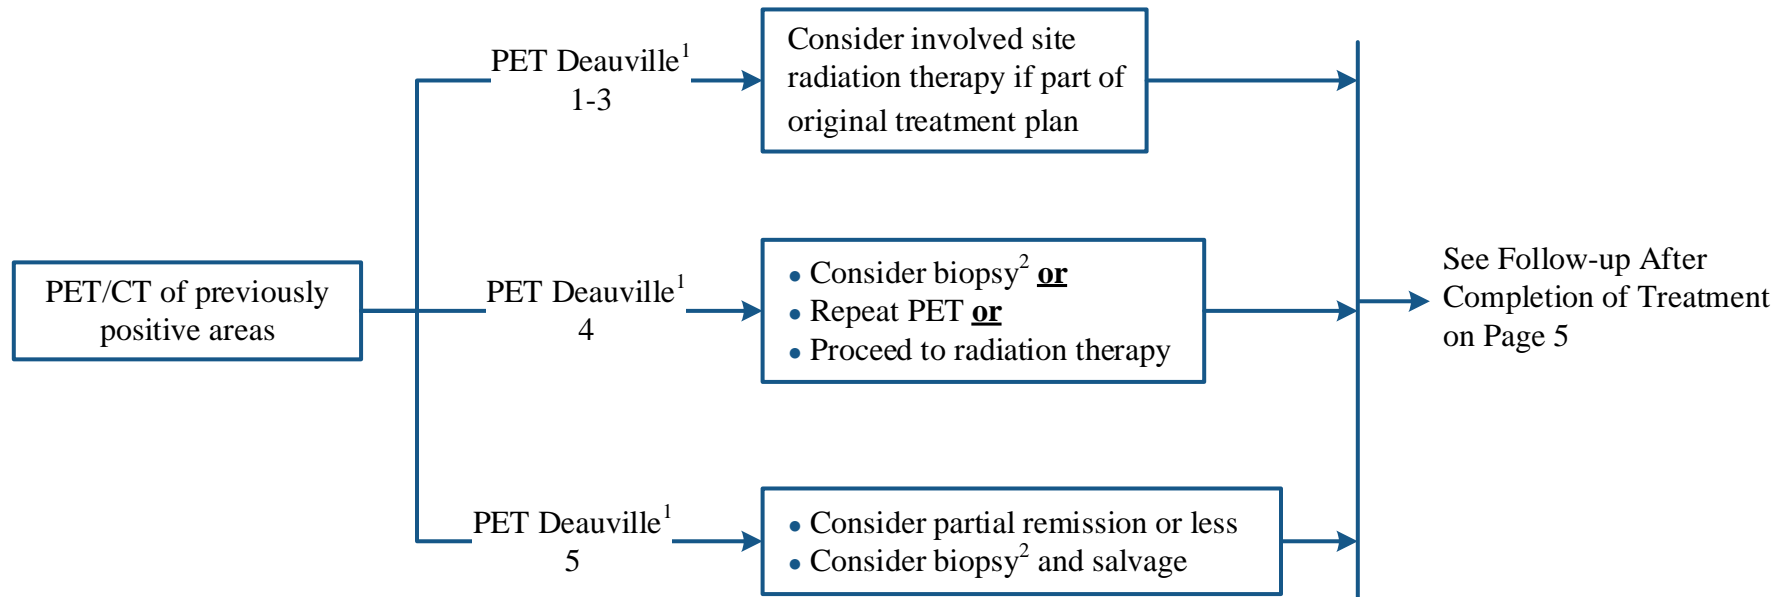 PET/CT of previously
positive areas
PET Deauville¹
1-3
Consider involved site
radiation therapy if part of
original treatment plan
PET Deauville¹
4
• Consider biopsy² or
• Repeat PET or
• Proceed to radiation therapy
PET Deauville¹
5
• Consider partial remission or less
• Consider biopsy² and salvage
See Follow-up After
Completion of Treatment
on Page 5